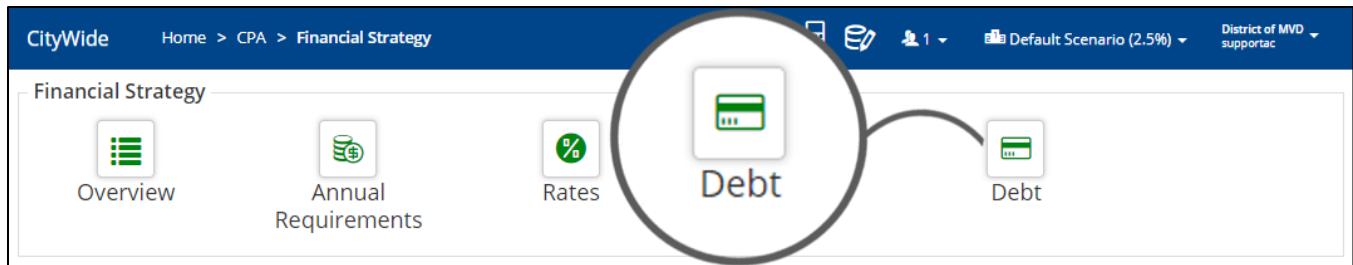 CityWide Home > CPA > Financial Strategy 1 Default Scenario (2.5%) District of MVD
supportac
Financial Strategy
Overview Annual Requirements Rates Debt Debt